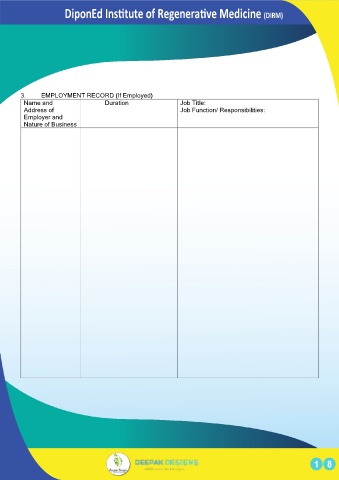 DiponEd Institute of Regenerative Medicine (DIRM)
3. EMPLOYMENT RECORD (If Employed)
Name and Address of Employer and Nature of Business
Duration
Job Title:
Job Function/ Responsibilities:
DEEPAK DESIGNS
1 8